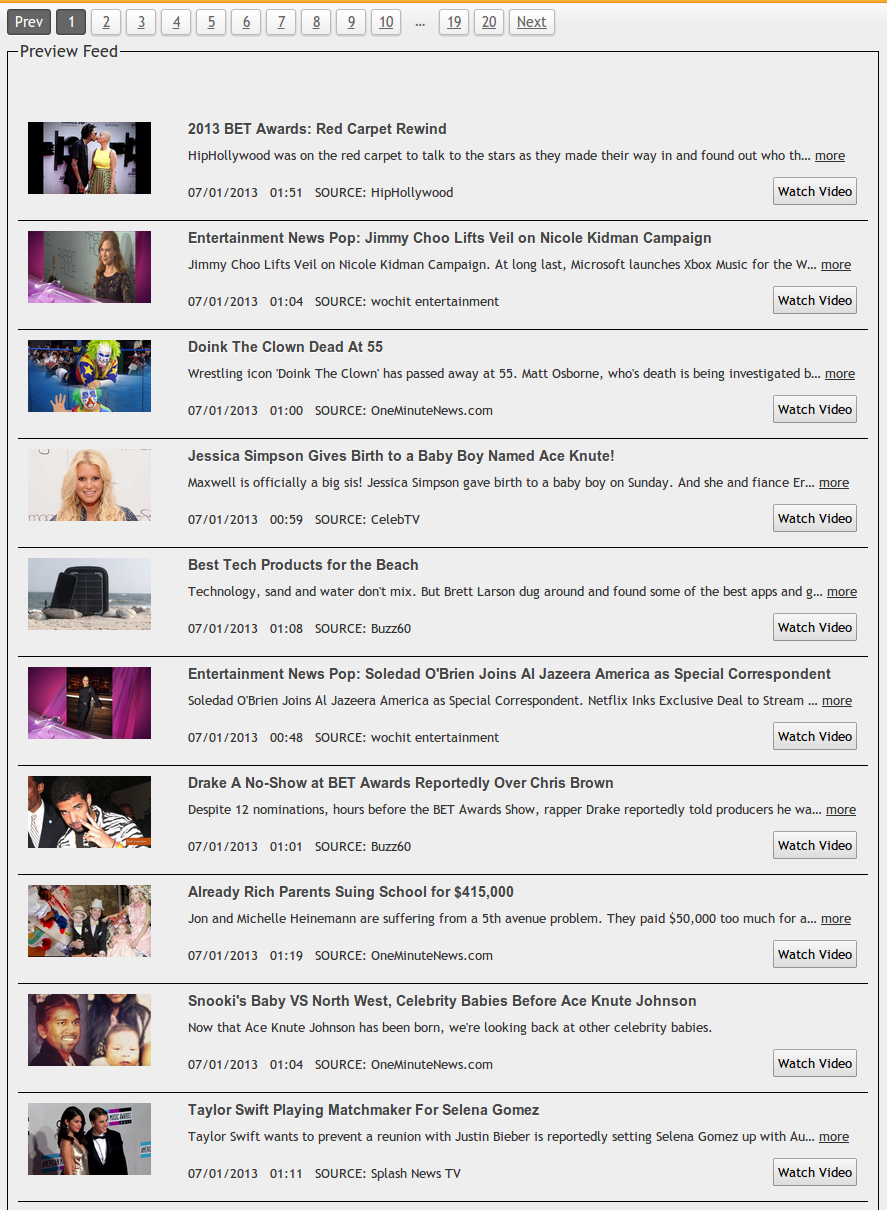 Prev 1 2 3 4 5 6 7 8 9 10 ... 19 20 Next
Preview Feed
2013 BET Awards: Red Carpet Rewind
HipHollywood was on the red carpet to talk to the stars as they made their way in and found out who th... more
07/01/2013 01:51 SOURCE: HipHollywood Watch Video
Entertainment News Pop: Jimmy Choo Lifts Veil on Nicole Kidman Campaign
Jimmy Choo Lifts Veil on Nicole Kidman Campaign. At long last, Microsoft launches Xbox Music for the W... more
07/01/2013 01:04 SOURCE: wochit entertainment Watch Video
Doink The Clown Dead At 55
Wrestling icon 'Doink The Clown' has passed away at 55. Matt Osborne, who's death is being investigated b... more
07/01/2013 01:00 SOURCE: OneMinuteNews.com Watch Video
Jessica Simpson Gives Birth to a Baby Boy Named Ace Knute!
Maxwell is officially a big sis! Jessica Simpson gave birth to a baby boy on Sunday. And she and fiance Er... more
07/01/2013 00:59 SOURCE: CelebTV Watch Video
Best Tech Products for the Beach
Technology, sand and water don't mix. But Brett Larson dug around and found some of the best apps and g... more
07/01/2013 01:08 SOURCE: Buzz60 Watch Video
Entertainment News Pop: Soledad O'Brien Joins Al Jazeera America as Special Correspondent
Soledad O'Brien Joins Al Jazeera America as Special Correspondent. Netflix Inks Exclusive Deal to Stream ... more
07/01/2013 00:48 SOURCE: wochit entertainment Watch Video
Drake A No-Show at BET Awards Reportedly Over Chris Brown
Despite 12 nominations, hours before the BET Awards Show, rapper Drake reportedly told producers he wa... more
07/01/2013 01:01 SOURCE: Buzz60 Watch Video
Already Rich Parents Suing School for $415,000
Jon and Michelle Heinemann are suffering from a 5th avenue problem. They paid $50,000 too much for a... more
07/01/2013 01:19 SOURCE: OneMinuteNews.com Watch Video
Snooki's Baby VS North West, Celebrity Babies Before Ace Knute Johnson
Now that Ace Knute Johnson has been born, we're looking back at other celebrity babies.
07/01/2013 01:04 SOURCE: OneMinuteNews.com Watch Video
Taylor Swift Playing Matchmaker For Selena Gomez
Taylor Swift wants to prevent a reunion with Justin Bieber is reportedly setting Selena Gomez up with Au... more
07/01/2013 01:11 SOURCE: Splash News TV Watch Video